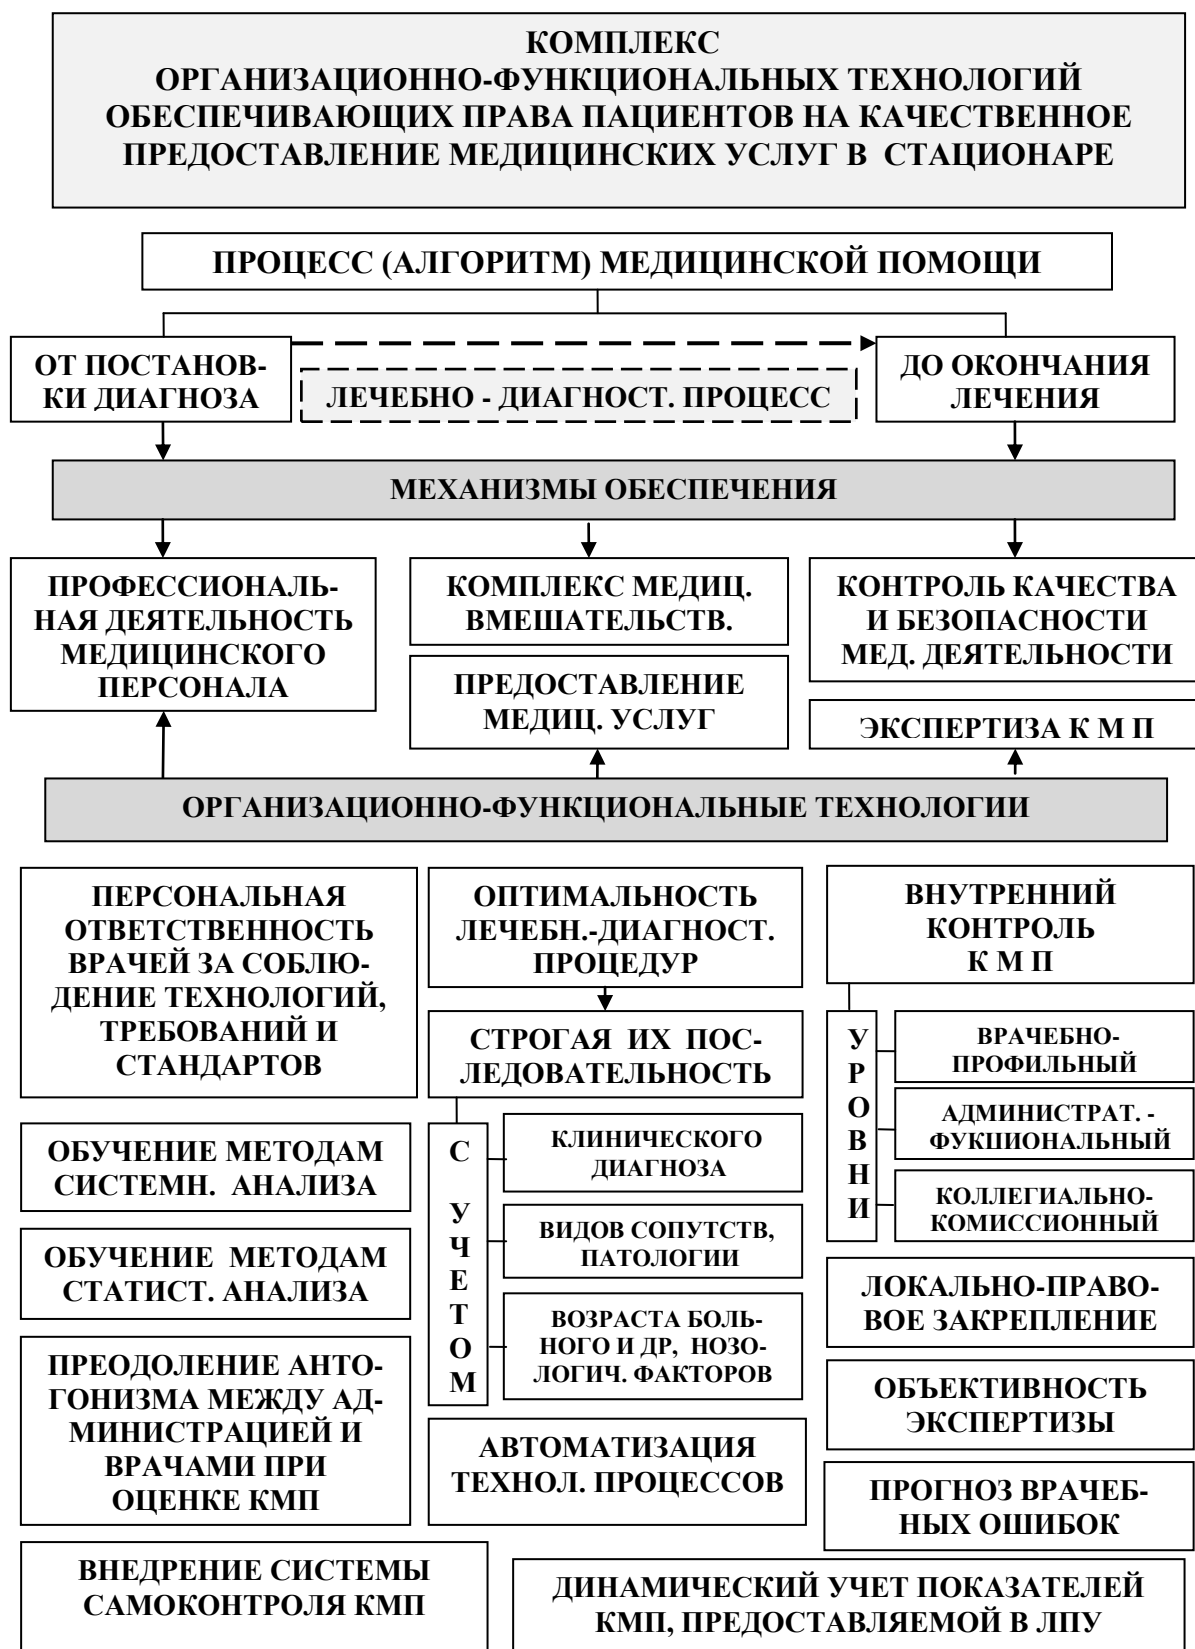 КОМПЛЕКС
ОРГАНИЗАЦИОННО-ФУНКЦИОНАЛЬНЫХ ТЕХНОЛОГИЙ
ОБЕСПЕЧИВАЮЩИХ ПРАВА ПАЦИЕНТОВ НА КАЧЕСТВЕННОЕ
ПРЕДОСТАВЛЕНИЕ МЕДИЦИНСКИХ УСЛУГ В СТАЦИОНАРЕ
ПРОЦЕСС (АЛГОРИТМ) МЕДИЦИНСКОЙ ПОМОЩИ
ОТ ПОСТАНОВ-
КИ ДИАГНОЗА
ЛЕЧЕБНО - ДИАГНОСТ. ПРОЦЕСС
ДО ОКОНЧАНИЯ
ЛЕЧЕНИЯ
МЕХАНИЗМЫ ОБЕСПЕЧЕНИЯ
ПРОФЕССИОНАЛЬ-
НАЯ ДЕЯТЕЛЬНОСТЬ
МЕДИЦИНСКОГО
ПЕРСОНАЛА
КОМПЛЕКС МЕДИЦ.
ВМЕШАТЕЛЬСТВ.
ПРЕДОСТАВЛЕНИЕ
МЕДИЦ. УСЛУГ
КОНТРОЛЬ КАЧЕСТВА
И БЕЗОПАСНОСТИ
МЕД. ДЕЯТЕЛЬНОСТИ
ЭКСПЕРТИЗА К М П
ОРГАНИЗАЦИОННО-ФУНКЦИОНАЛЬНЫЕ ТЕХНОЛОГИИ
ПЕРСОНАЛЬНАЯ
ОТВЕТСТВЕННОСТЬ
ВРАЧЕЙ ЗА СОБЛЮ-
ДЕНИЕ ТЕХНОЛОГИЙ,
ТРЕБОВАНИЙ И
СТАНДАРТОВ
ОБУЧЕНИЕ МЕТОДАМ
СИСТЕМН. АНАЛИЗА
ОБУЧЕНИЕ МЕТОДАМ
СТАТИСТ. АНАЛИЗА
ПРЕОДОЛЕНИЕ АНТО-
ГОНИЗМА МЕЖДУ АД-
МИНИСТРАЦИЕЙ И
ВРАЧАМИ ПРИ
ОЦЕНКЕ КМП
ОПТИМАЛЬНОСТЬ
ЛЕЧЕБН.-ДИАГНОСТ.
ПРОЦЕДУР
СТРОГАЯ ИХ ПОС-
ЛЕДОВАТЕЛЬНОСТЬ
С УЧЕТОМ
КЛИНИЧЕСКОГО
ДИАГНОЗА
ВИДОВ СОПУТСТВ,
ПАТОЛОГИИ
ВОЗРАСТА БОЛЬ-
НОГО И ДР, НОЗО-
ЛОГИЧ. ФАКТОРОВ
АВТОМАТИЗАЦИЯ
ТЕХНОЛ. ПРОЦЕССОВ
ВНУТРЕННИЙ
КОНТРОЛЬ
К М П
УРОВНИ
ВРАЧЕБНО-
ПРОФИЛЬНЫЙ
АДМИНИСТРАТ. -
ФУКЦИОНАЛЬНЫЙ
КОЛЛЕГИАЛЬНО-
КОМИССИОННЫЙ
ЛОКАЛЬНО-ПРАВО-
ВОЕ ЗАКРЕПЛЕНИЕ
ОБЪЕКТИВНОСТЬ
ЭКСПЕРТИЗЫ
ПРОГНОЗ ВРАЧЕБ-
НЫХ ОШИБОК
ВНЕДРЕНИЕ СИСТЕМЫ
САМОКОНТРОЛЯ КМП
ДИНАМИЧЕСКИЙ УЧЕТ ПОКАЗАТЕЛЕЙ
КМП, ПРЕДОСТАВЛЯЕМОЙ В ЛПУ